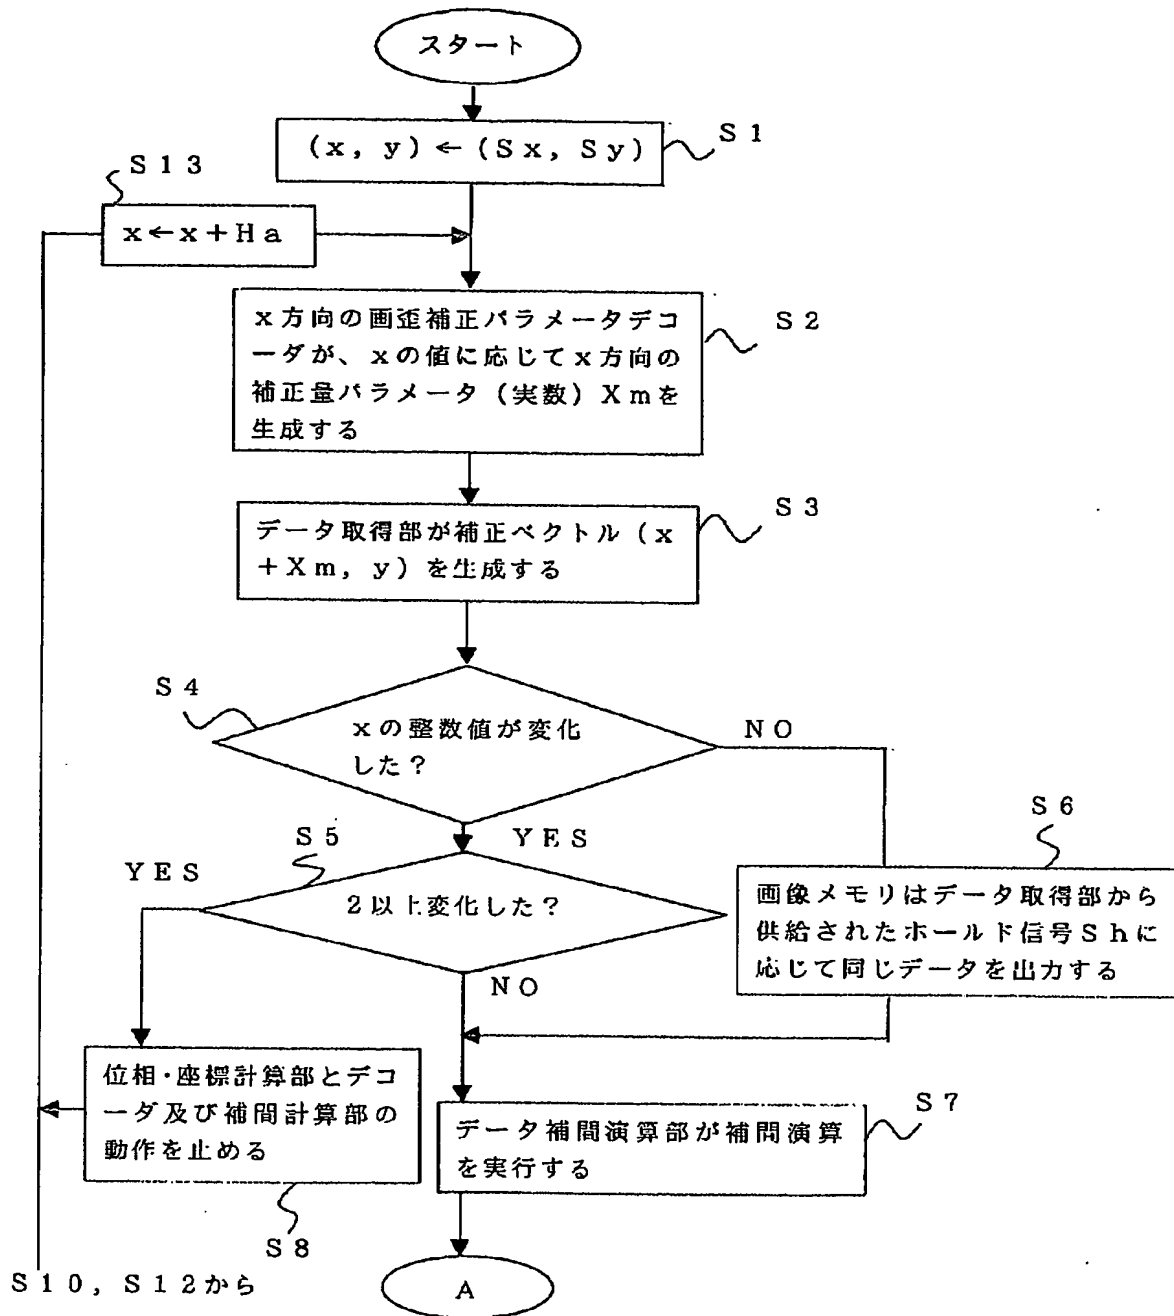 スタート
(x, y) ← (Sx, Sy)
S1
S13
x←x+Ha
x方向の画歪補正パラメータデコ
ーダが、xの値に応じてx方向の
補正量パラメータ(実数)Xmを
生成する
S2
データ取得部が補正ベクトル(x
+Xm, y)を生成する
S3
S4
xの整数値が変化
した?
NO
YES
S5
YES
2以上変化した?
NO
S6
画像メモリはデータ取得部から
供給されたホールド信号Shに
応じて同じデータを出力する
位相・座標計算部とデコ
ーダ及び補間計算部の
動作を止める
S8
データ補間演算部が補間演算
を実行する
S7
S10, S12から
A